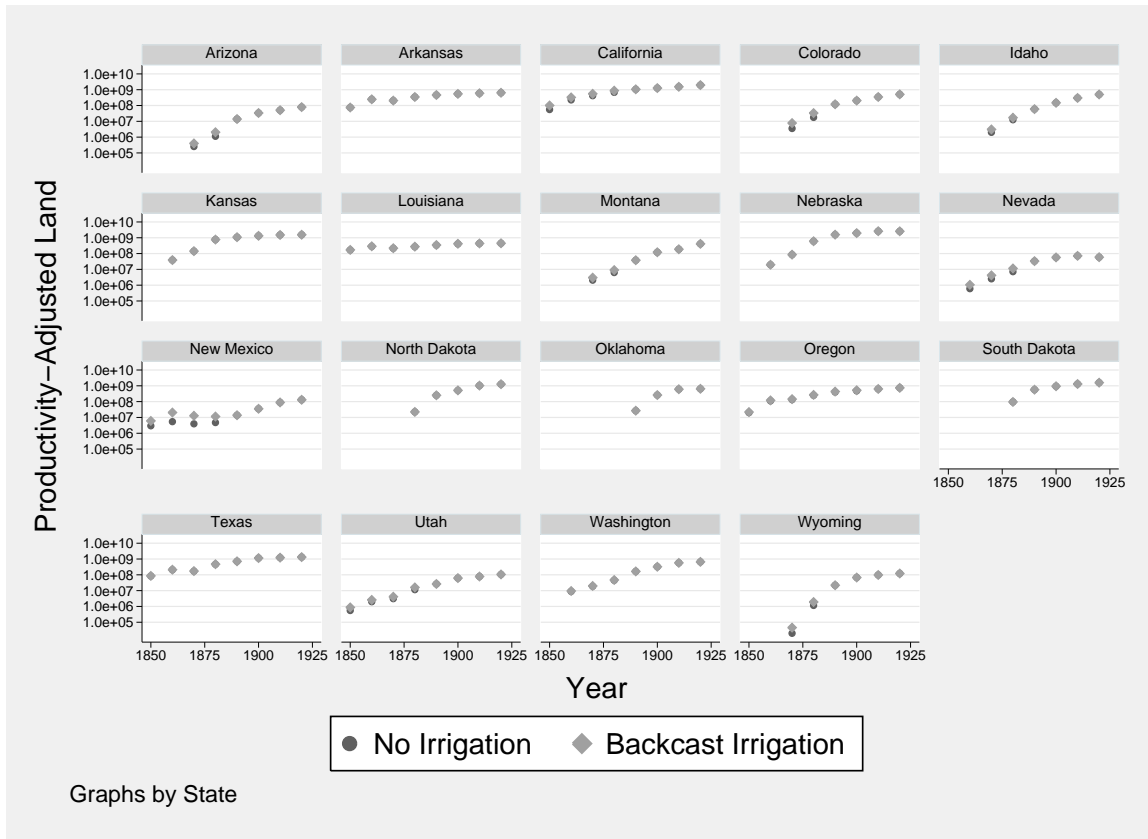 Productivity−Adjusted Land
Arizona Arkansas California Colorado Idaho
1.0e+10
1.0e+09
1.0e+08
1.0e+07
1.0e+06
1.0e+05
Kansas Louisiana Montana Nebraska Nevada
1.0e+10
1.0e+09
1.0e+08
1.0e+07
1.0e+06
1.0e+05
New Mexico North Dakota Oklahoma Oregon South Dakota
1.0e+10
1.0e+09
1.0e+08
1.0e+07
1.0e+06
1.0e+05
1850 1875 1900 1925
Texas Utah Washington Wyoming
1.0e+10
1.0e+09
1.0e+08
1.0e+07
1.0e+06
1.0e+05
1850 1875 1900 1925 1850 1875 1900 1925 1850 1875 1900 1925 1850 1875 1900 1925
Year
No Irrigation Backcast Irrigation
Graphs by State